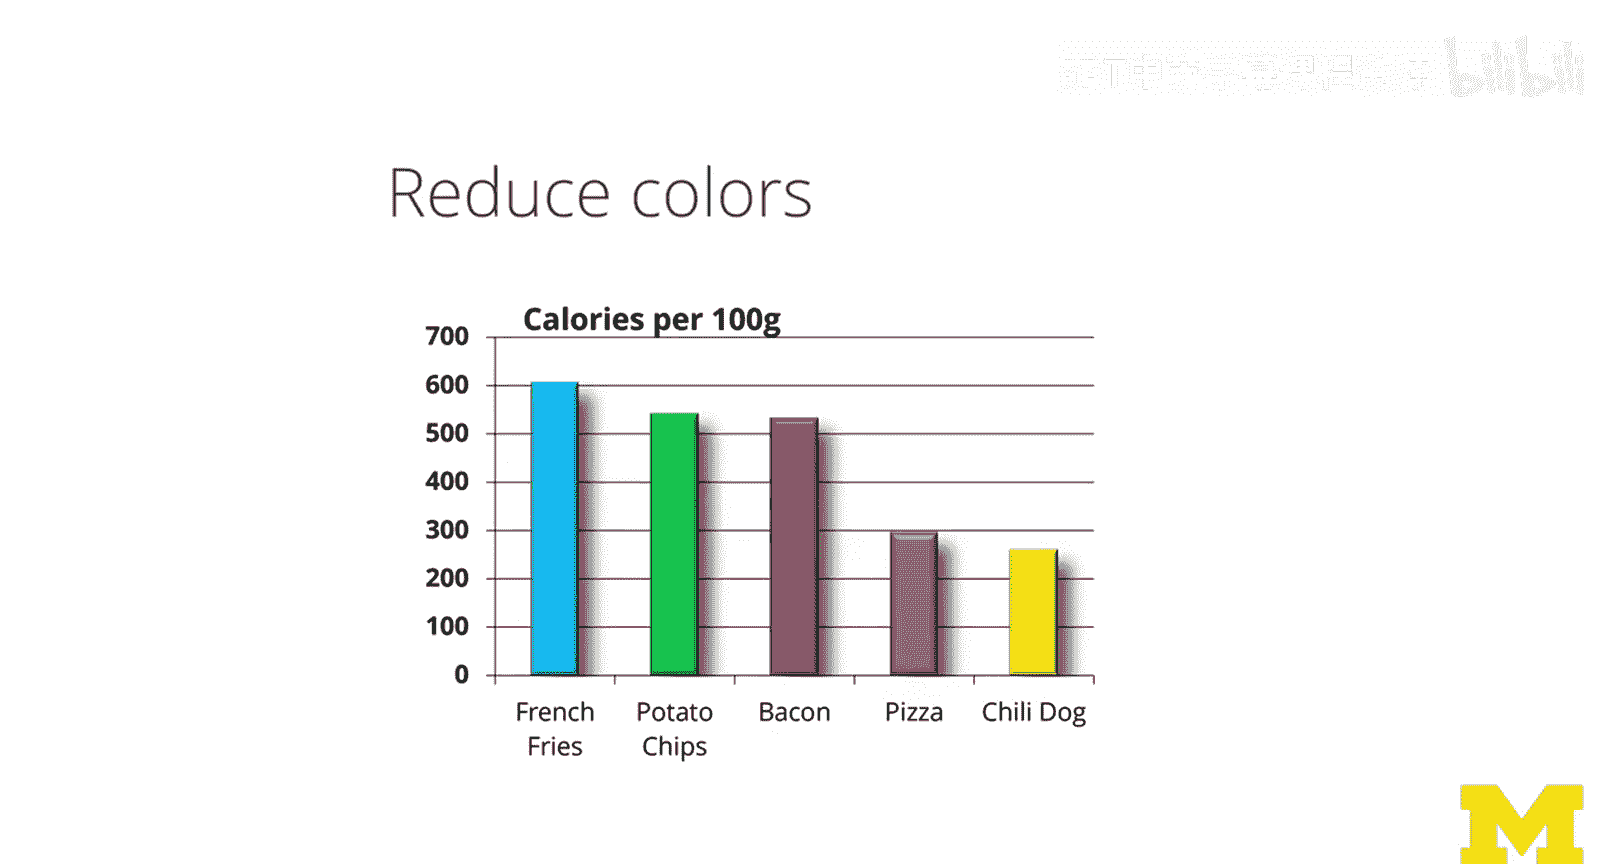 bilibili
Reduce colors
Calories per 100g
700
600
500
400
300
200
100
0
French
Fries
Potato
Chips
Bacon
Pizza
Chili Dog
M